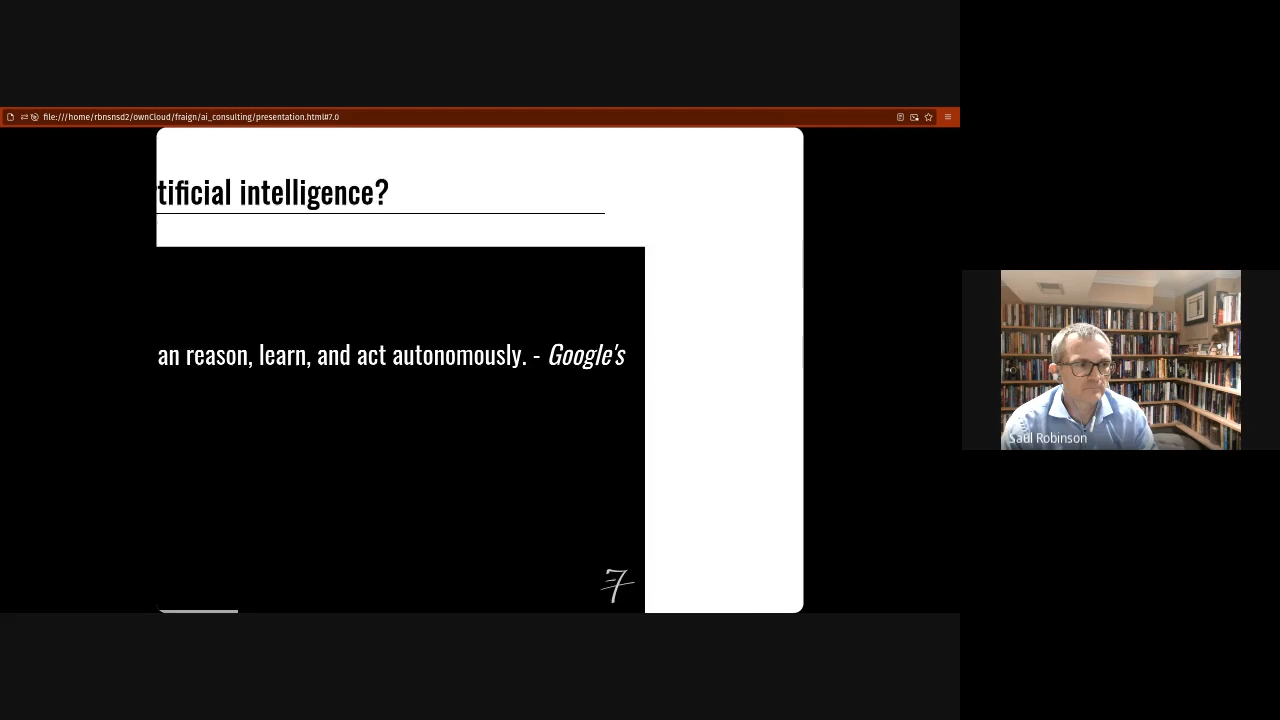 file:///home/rbnsnsd2/ownCloud/fraign/ai_consulting/presentation.html#7.0
tificial intelligence?
an reason, learn, and act autonomously. - Google's
7
Saul Robinson